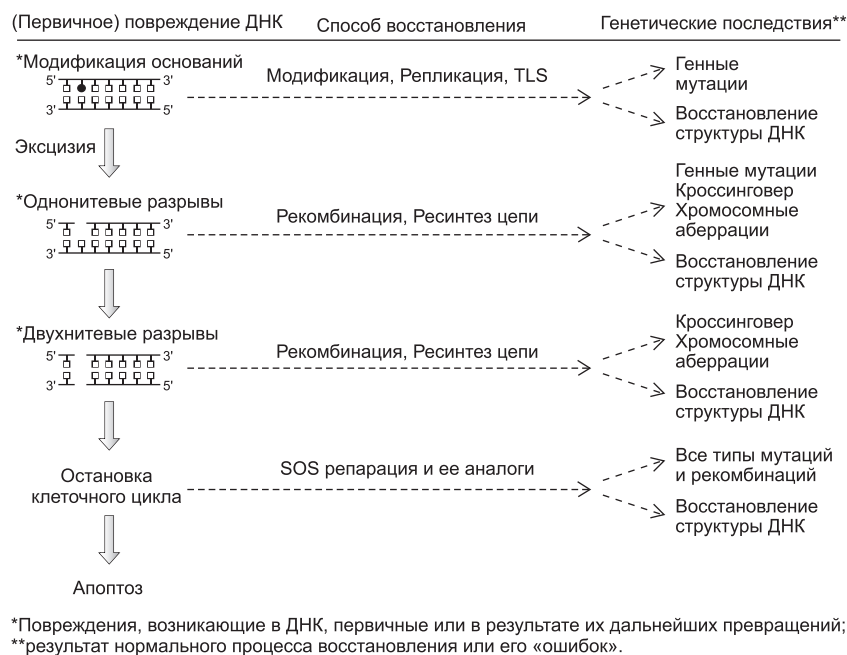 (Первичное) повреждение ДНК Способ восстановления Генетические последствия**
*Модификация оснований
5' 3'
3' 5'
Модификация, Репликация, TLS
Генные
мутации
Восстановление
структуры ДНК
Эксцизия
*Однонитевые разрывы
5' 3'
3' 5'
Рекомбинация, Ресинтез цепи
Генные мутации
Кроссинговер
Хромосомные
аберрации
Восстановление
структуры ДНК
*Двухнитевые разрывы
5' 3'
3' 5'
Рекомбинация, Ресинтез цепи
Кроссинговер
Хромосомные
аберрации
Восстановление
структуры ДНК
Остановка
клеточного цикла
SOS репарация и ее аналоги
Все типы мутаций
и рекомбинаций
Восстановление
структуры ДНК
Апоптоз
*Повреждения, возникающие в ДНК, первичные или в результате их дальнейших превращений;
**результат нормального процесса восстановления или его «ошибок».